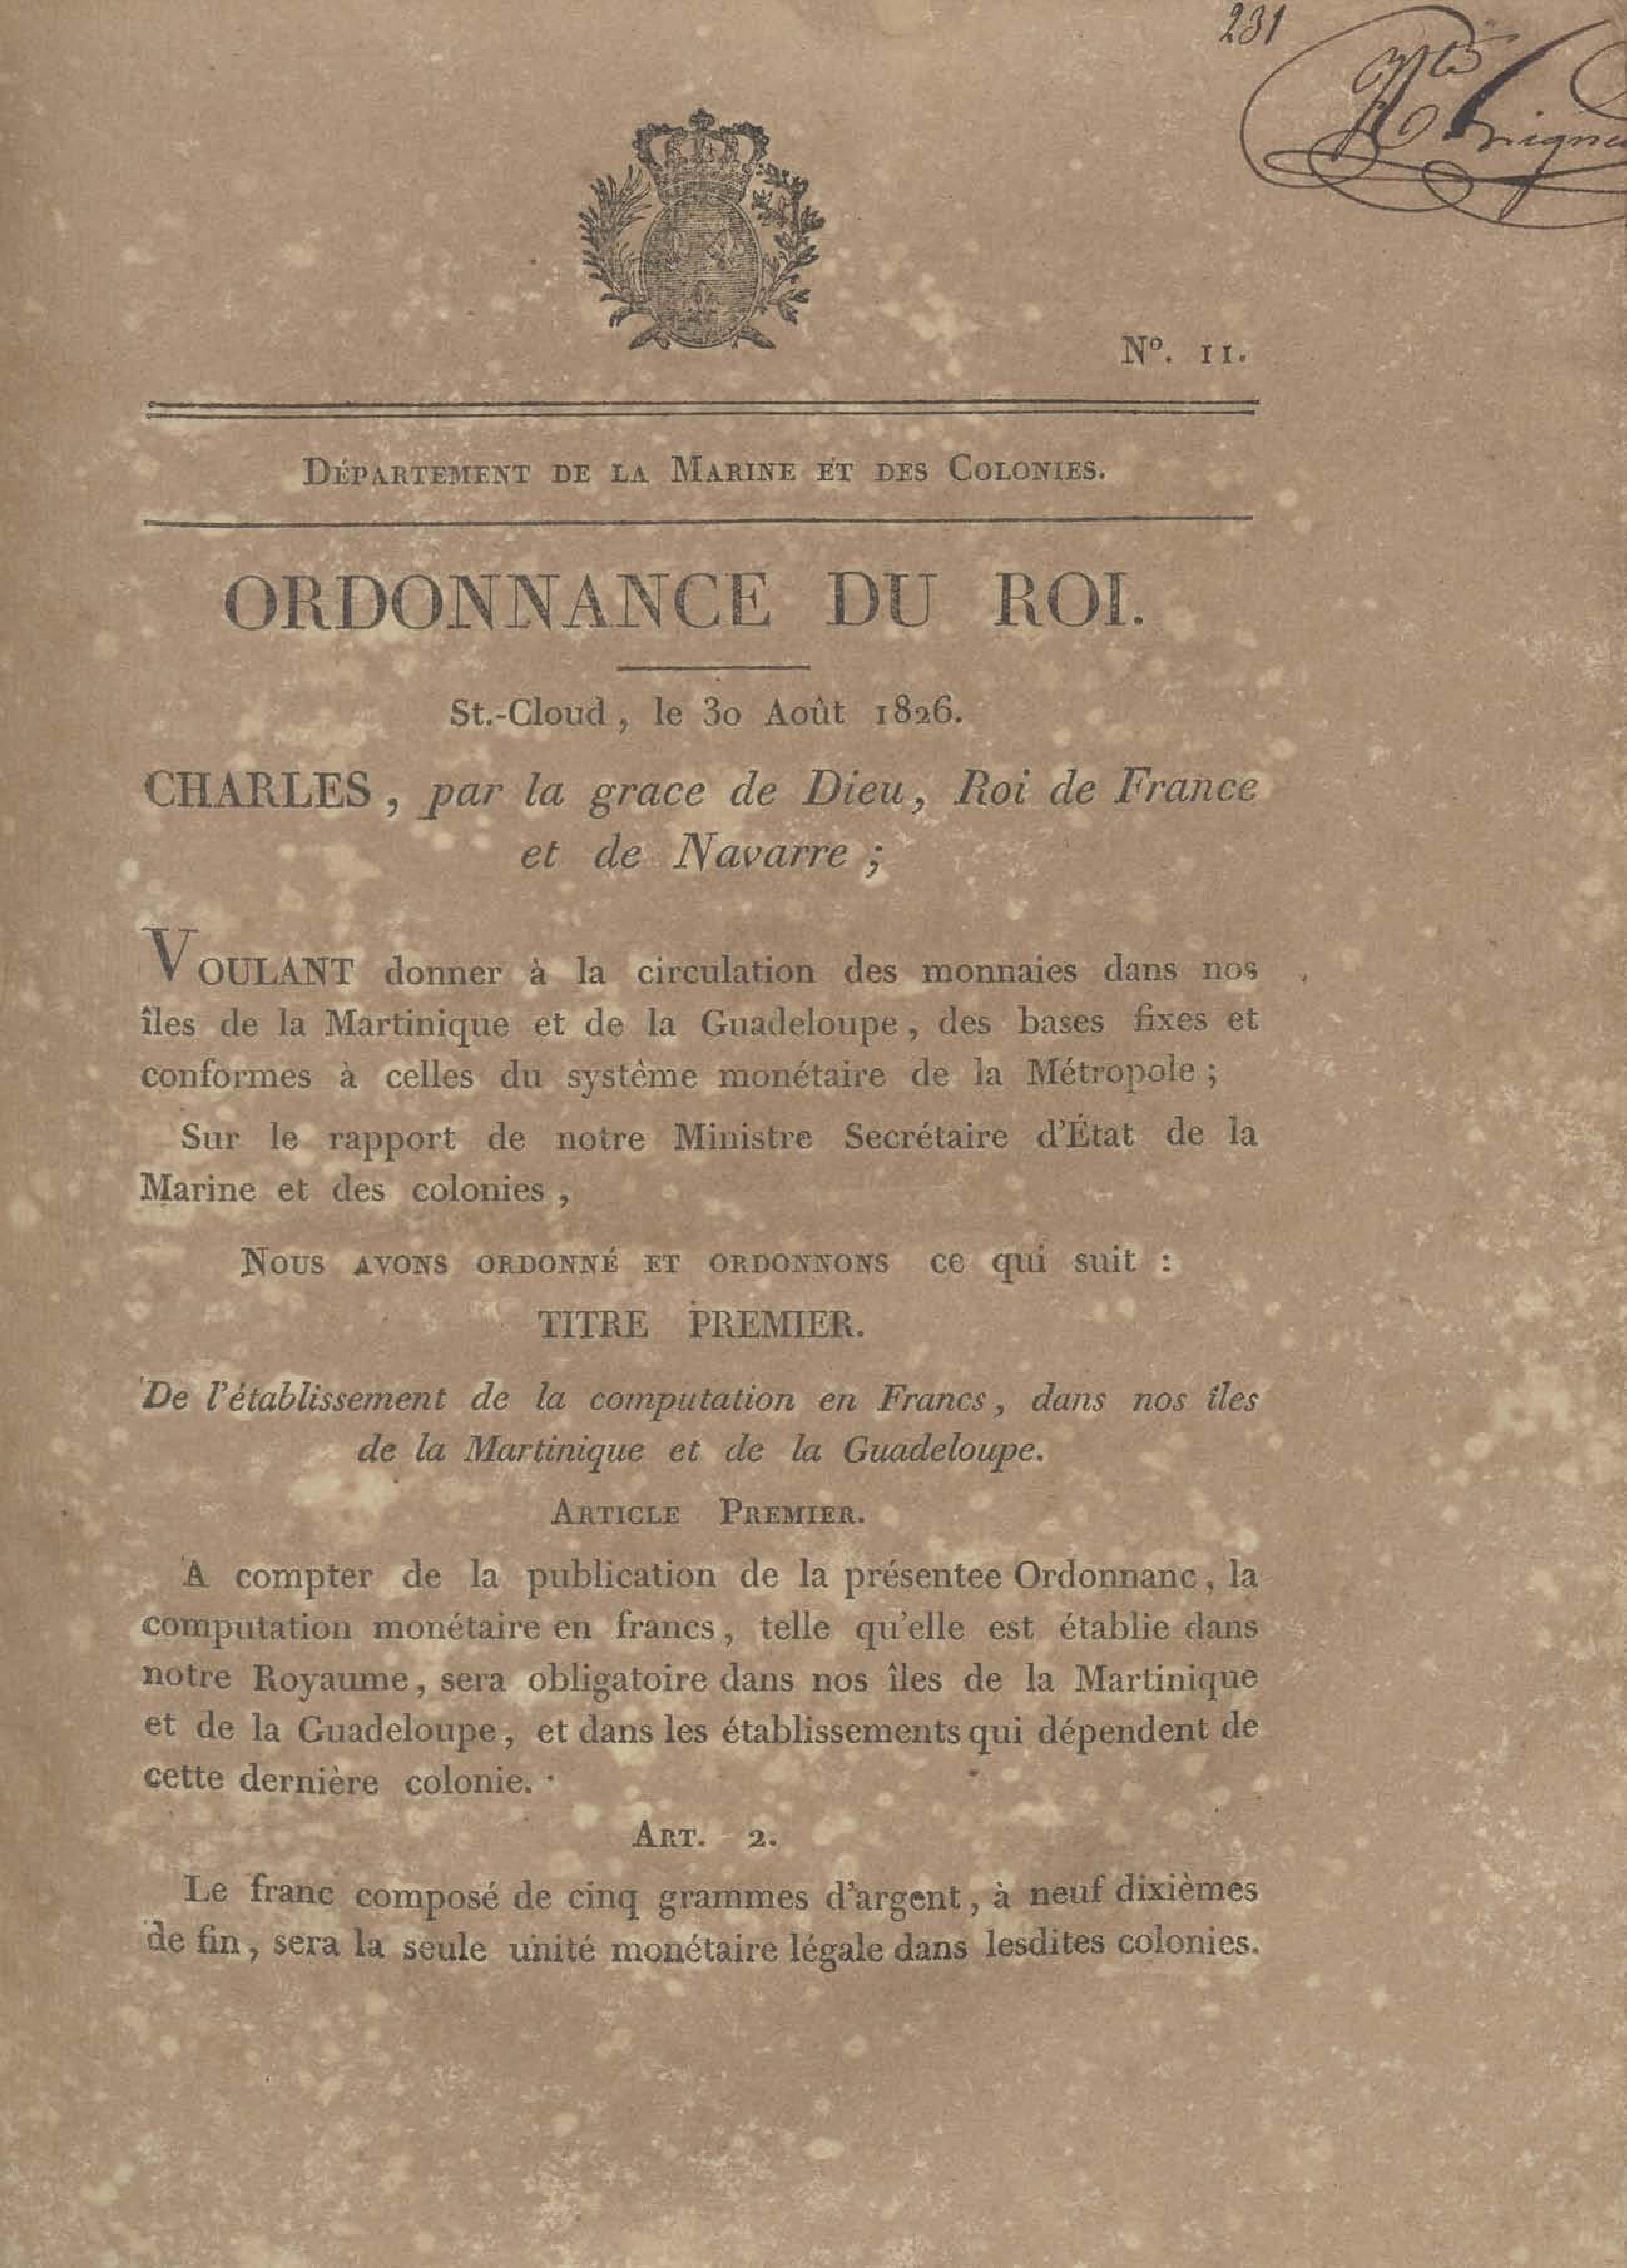 231
N°. 11.
DÉPARTEMENT DE LA MARINE ET DES COLONIES.
ORDONNANCE DU ROI.
St.-Cloud, le 30 Août 1826.
CHARLES, par la grace de Dieu, Roi de France
et de Navarre;
VOULANT donner à la circulation des monnaies dans nos
îles de la Martinique et de la Guadeloupe, des bases fixes et
conformes à celles du système monétaire de la Métropole;
Sur le rapport de notre Ministre Secrétaire d'État de la
Marine et des colonies,
NOUS AVONS ORDONNÉ ET ORDONNONS ce qui suit :
TITRE PREMIER.
De l'établissement de la computation en Francs, dans nos îles
de la Martinique et de la Guadeloupe.
ARTICLE PREMIER.
A compter de la publication de la présentee Ordonnanc, la
computation monétaire en francs, telle qu'elle est établie dans
notre Royaume, sera obligatoire dans nos îles de la Martinique
et de la Guadeloupe, et dans les établissements qui dépendent de
cette dernière colonie.
ART. 2.
Le franc composé de cinq grammes d'argent, à neuf dixièmes
de fin, sera la seule unité monétaire légale dans lesdites colonies.